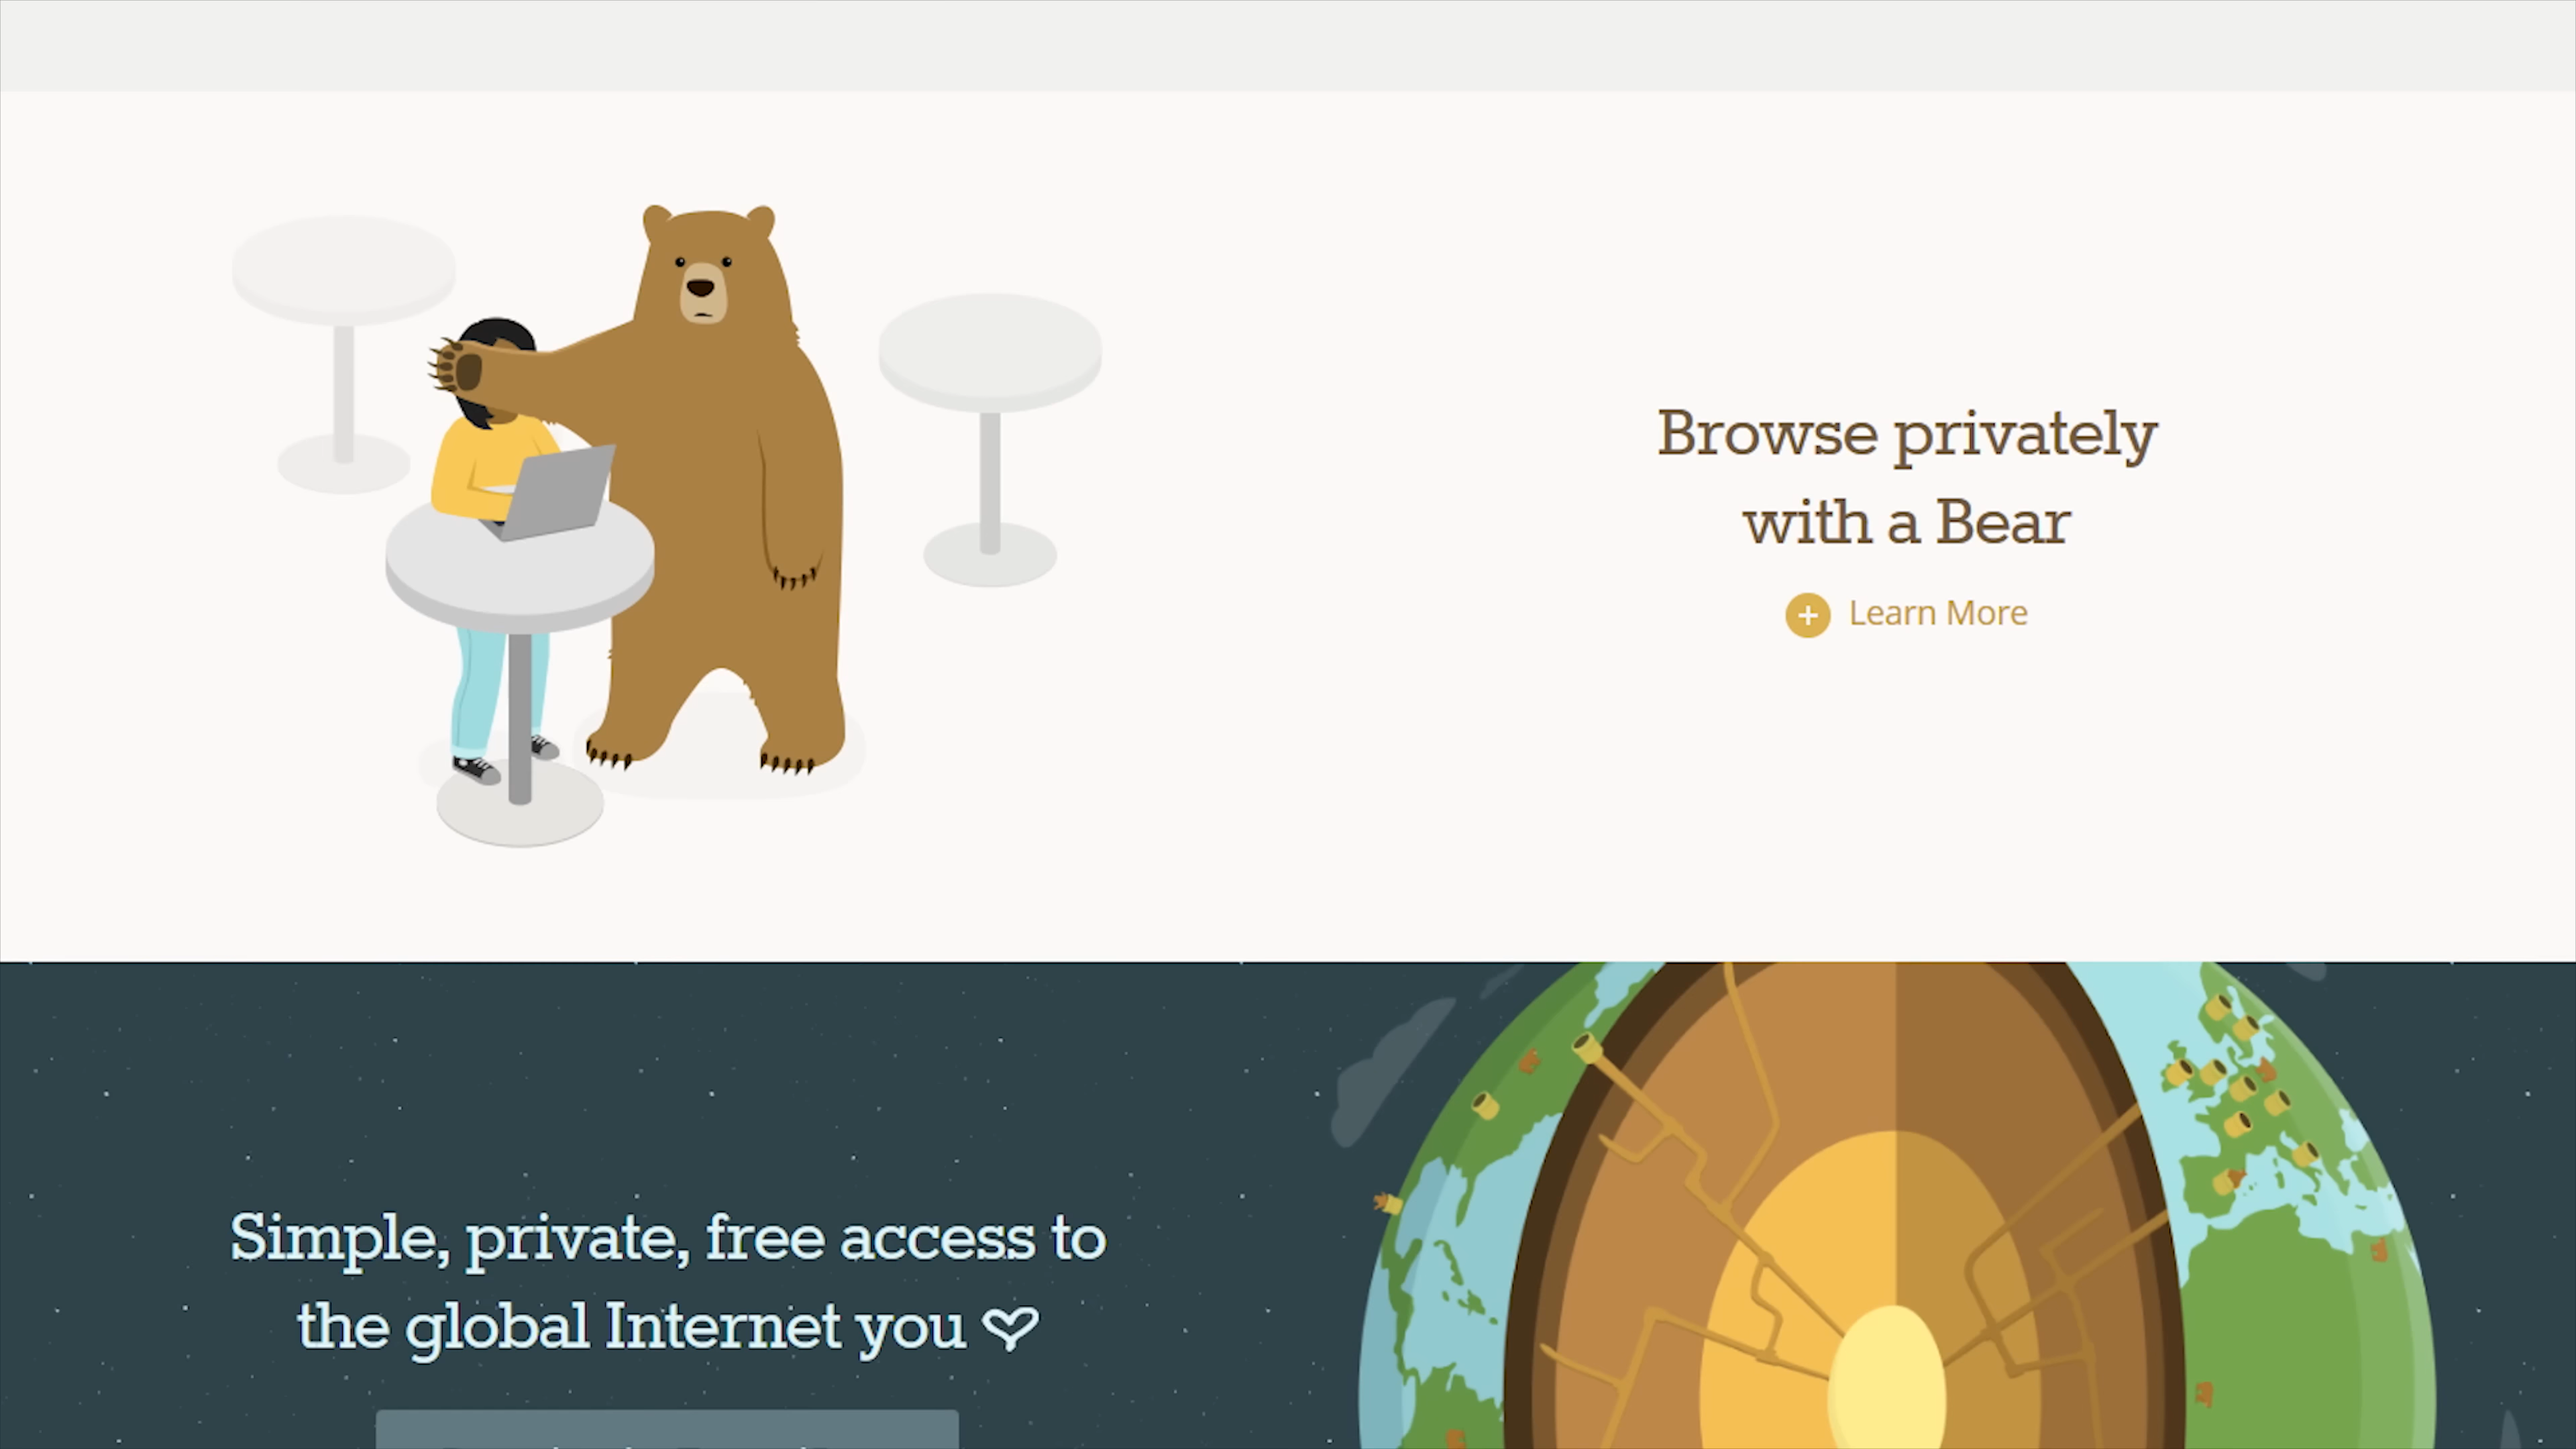 Browse privately
with a Bear
+ Learn More
Simple, private, free access to
the global Internet you ♡